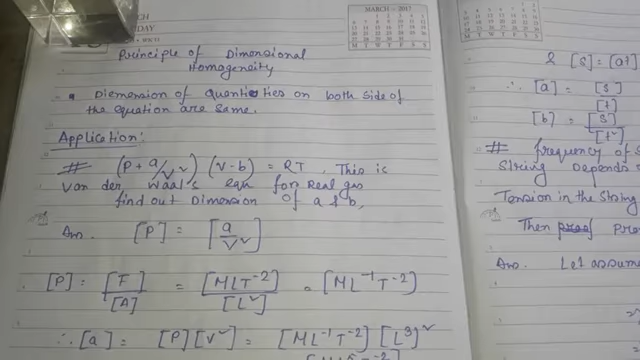 MARCH - 2017
Principle of Dimensional
Homogeneity
Diemension of Quantities on both side of
the equation are same.
Application:
# (P + a/V²) (V-b) = RT, This is
Van der Waal's eqn for Real gas
find out Dimension of a & b,
Ans. [P] = [a/V²]
[P] = [F]/[A] = [MLT⁻²]/[L²] = [ML⁻¹T⁻²]
∴ [a] = [P][V²] = [ML⁻¹T⁻²] [L³]²
& [S] = [at]
∴ [a] = [S]/[t]
[b] = [S]/[t²]
# frequency of
String Depends
Tension in the String
Then
Ans. Let assume